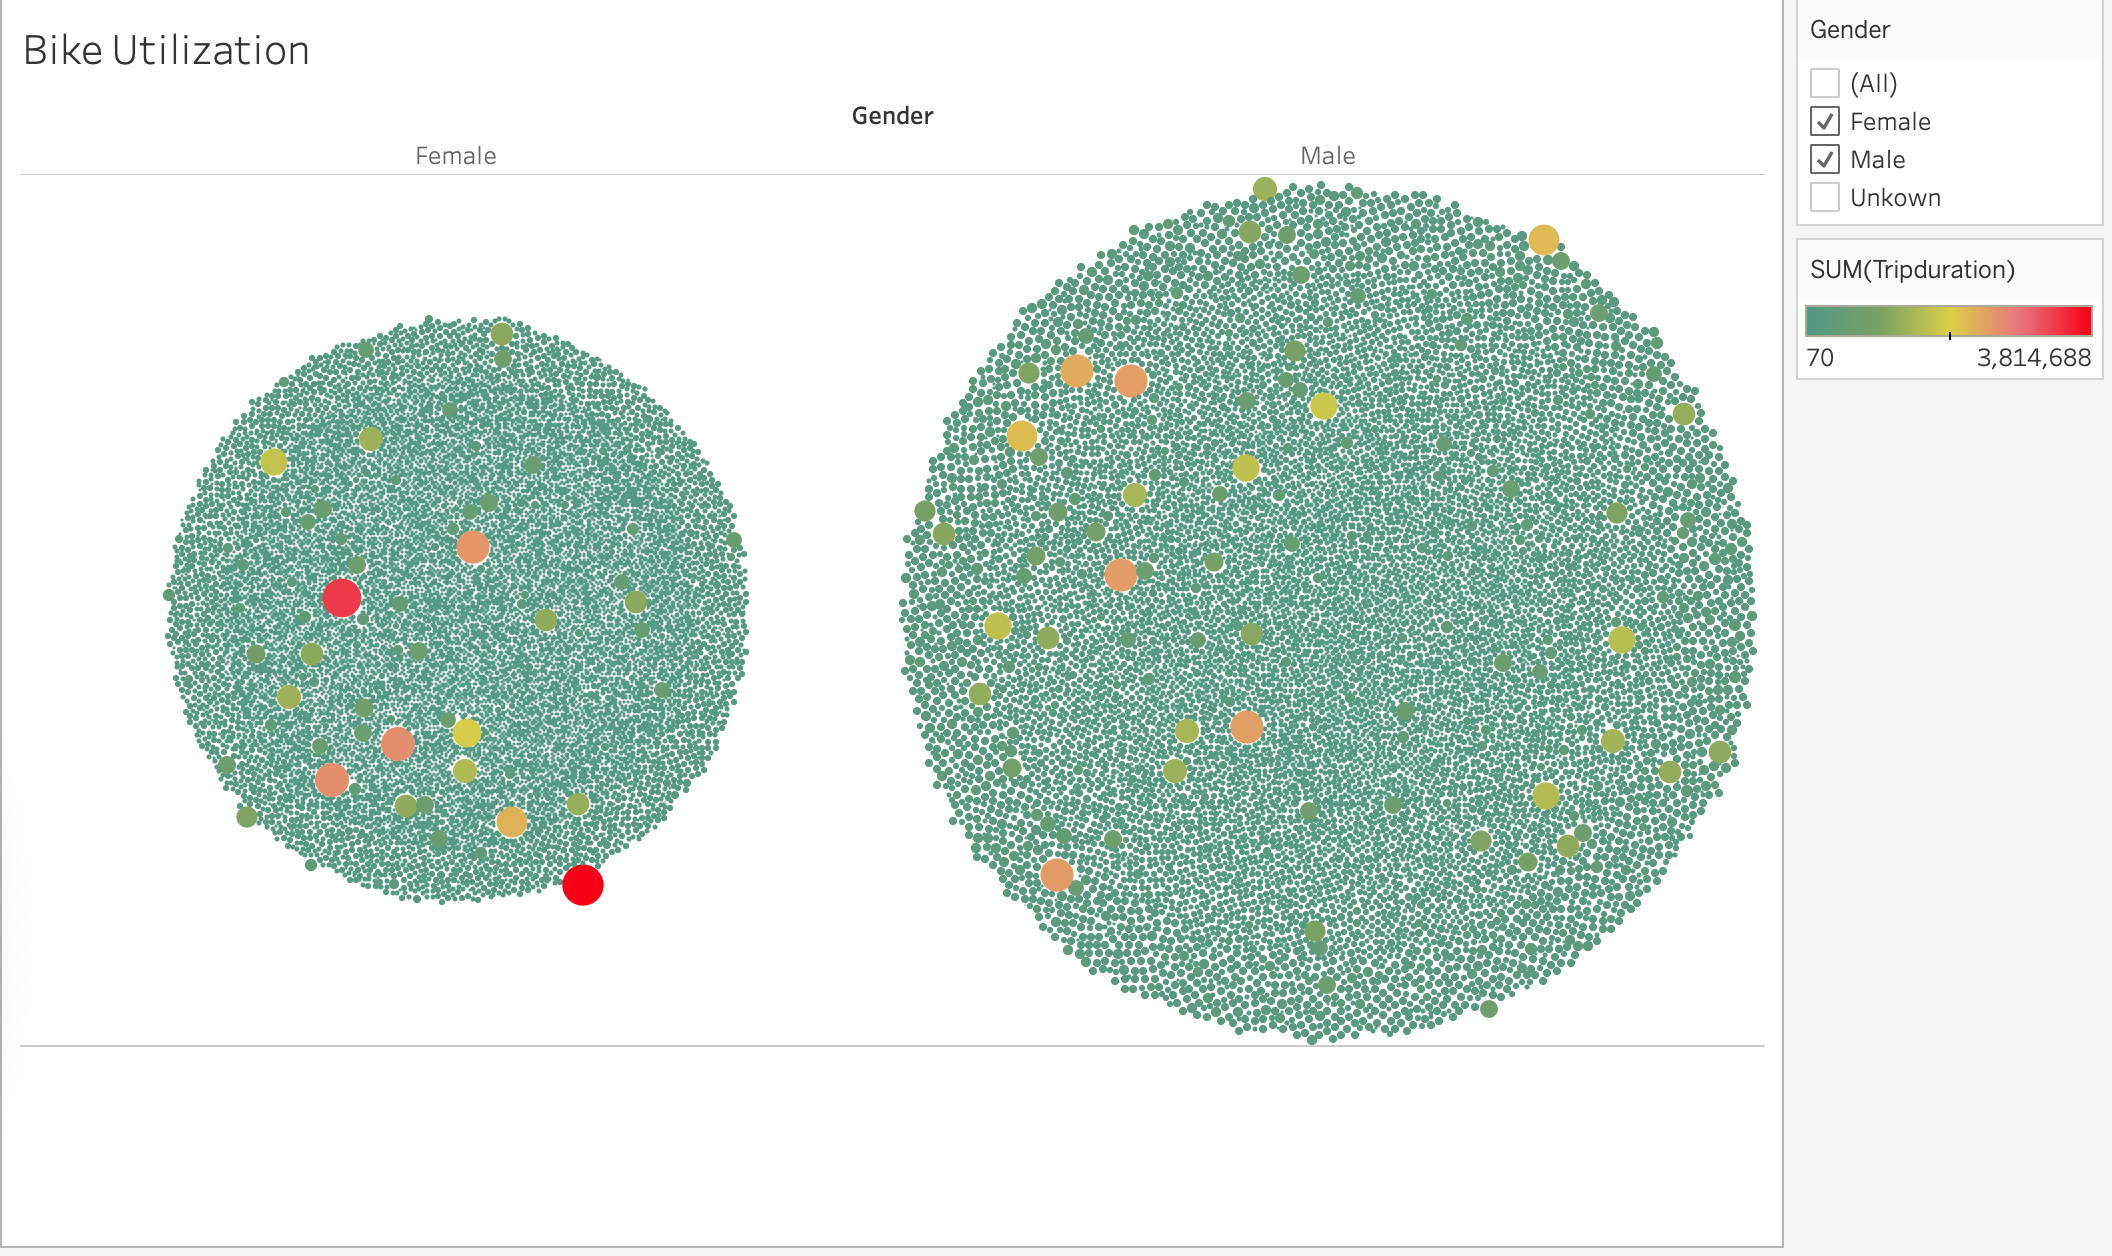 Bike Utilization
Gender
Female
Male
Gender
(All)
Female
Male
Unkown
SUM(Tripduration)
70
3,814,688